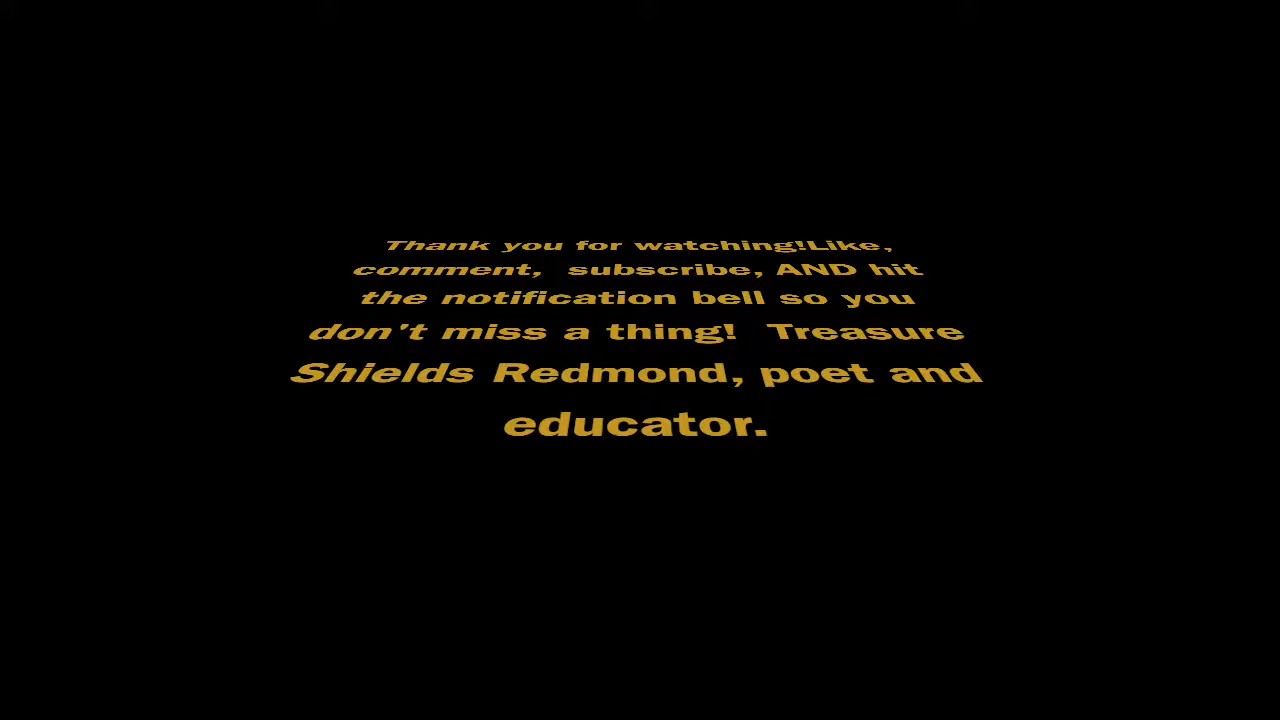 Thank you for watching!Like,
comment,  subscribe, AND hit
the notification bell so you
don't miss a thing!  Treasure
Shields Redmond, poet and
educator.